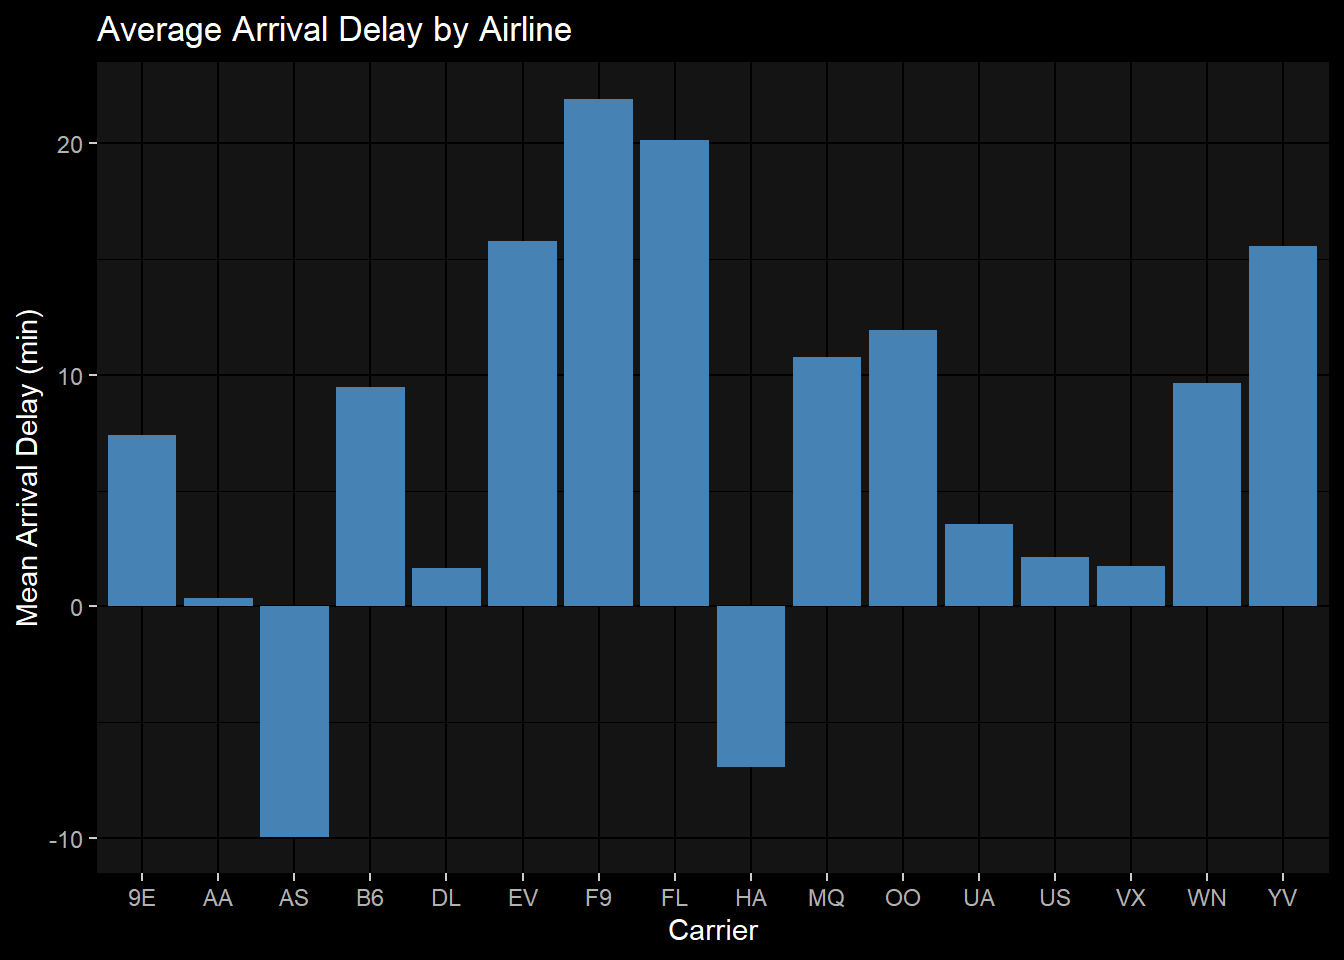 Average Arrival Delay by Airline
Mean Arrival Delay (min)
20
10
0
-10
9E AA AS B6 DL EV F9 FL HA MQ OO UA US VX WN YV
Carrier